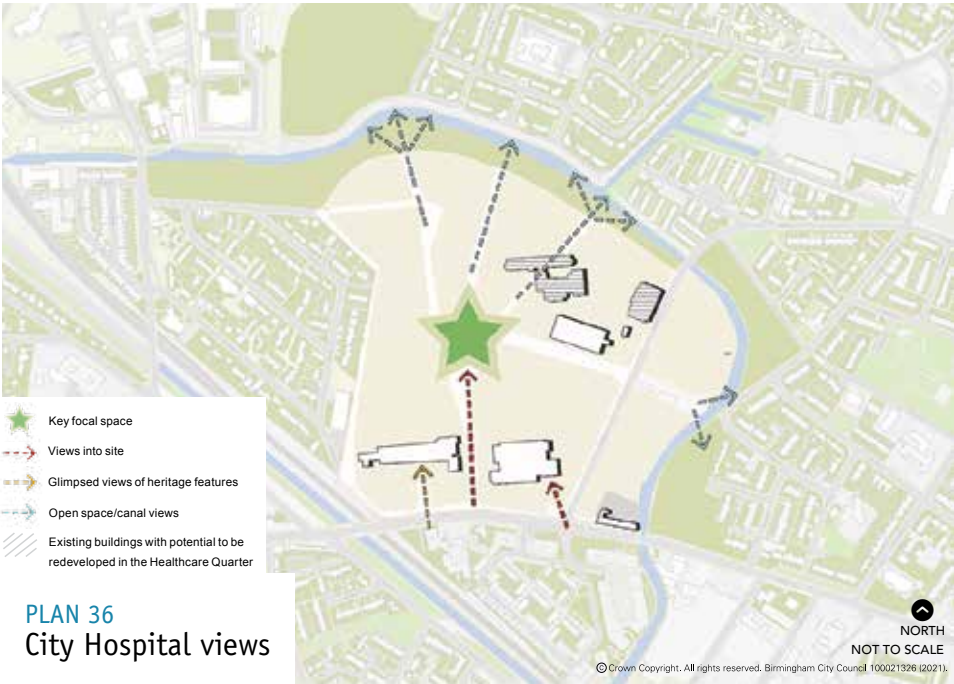 Key focal space
Views into site
Glimpsed views of heritage features
Open space/canal views
Existing buildings with potential to be
redeveloped in the Healthcare Quarter
PLAN 36
City Hospital views
NORTH
NOT TO SCALE
© Crown Copyright. All rights reserved. Birmingham City Council 100021326 (2021).